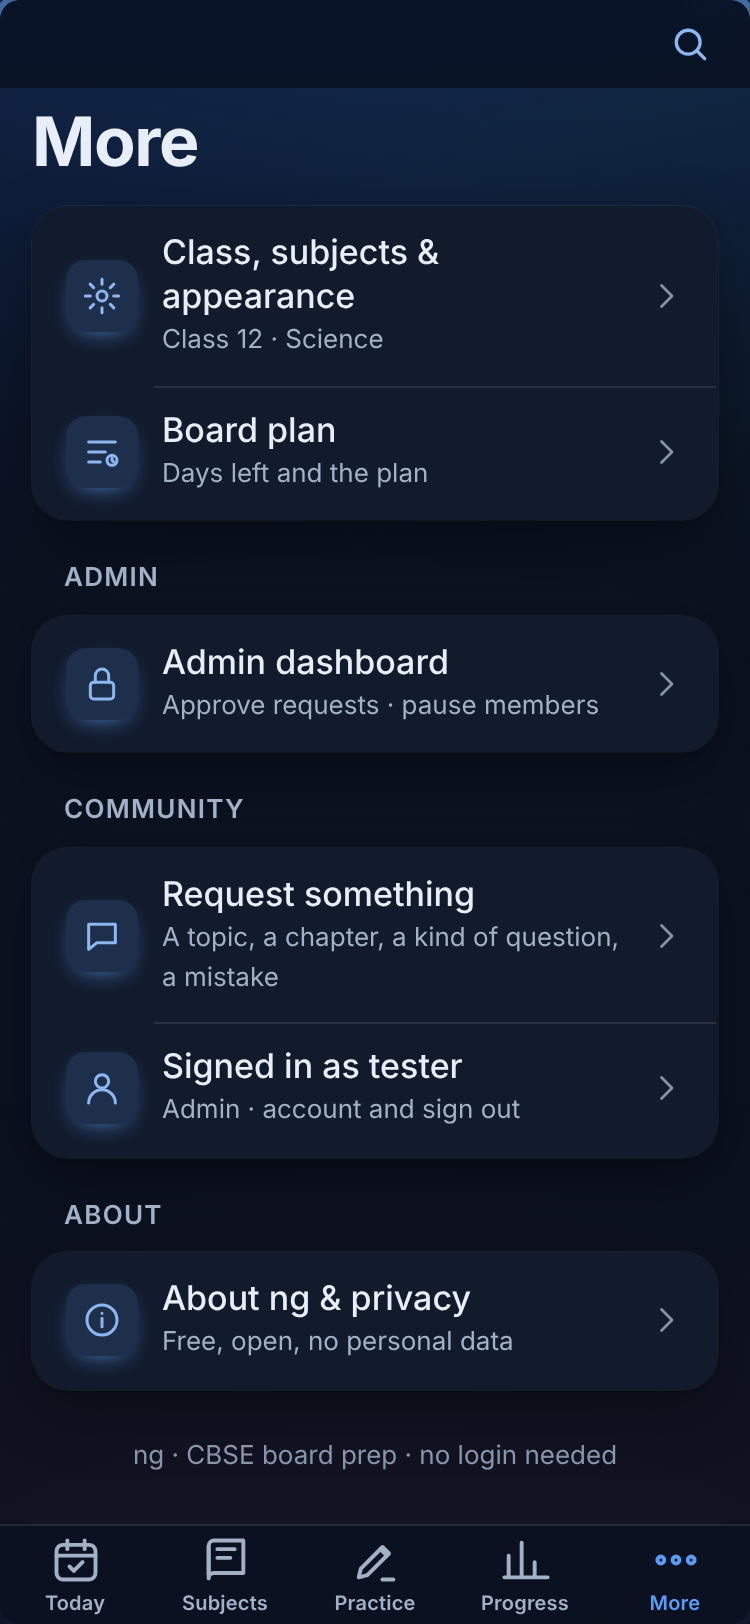 More
Class, subjects &
appearance
Class 12 · Science
Board plan
Days left and the plan
ADMIN
Admin dashboard
Approve requests · pause members
COMMUNITY
Request something
A topic, a chapter, a kind of question,
a mistake
Signed in as tester
Admin · account and sign out
ABOUT
About ng & privacy
Free, open, no personal data
ng · CBSE board prep · no login needed
Today
Subjects
Practice
Progress
More